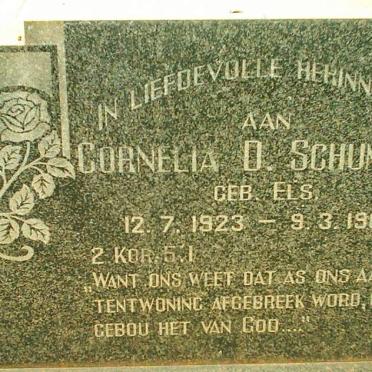 IN LIEFDEVOLLE HERINN
AAN
CORNELIA D. SCHU
GEB. ELS.
12. 7. 1923 – 9. 3. 19
2 KOR. 5:1
„WANT ONS WEET DAT AS ONS AA
TENTWONING AFGEBREEK WORD,
GEBOU HET VAN GOD...."